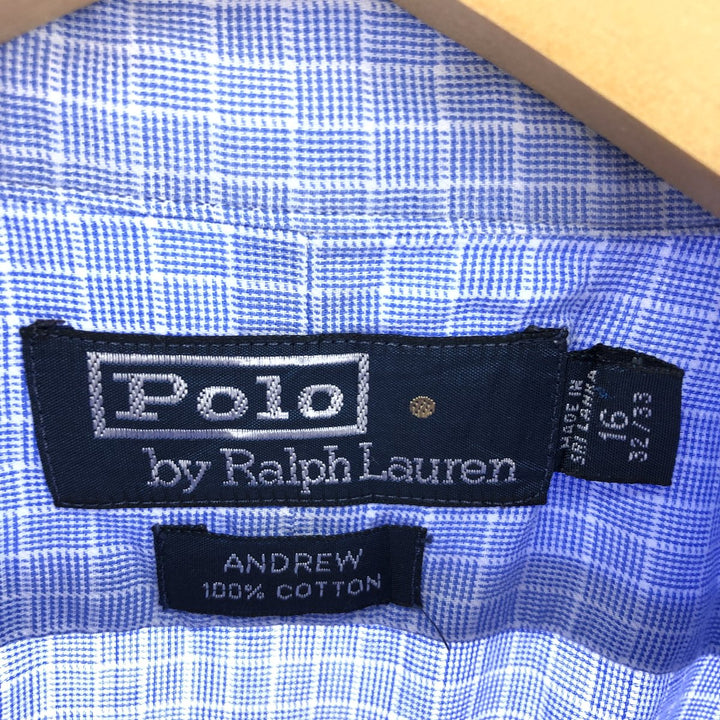 Polo
by Ralph Lauren
MADE IN
SRI LANKA
16
32/33
ANDREW
100% COTTON